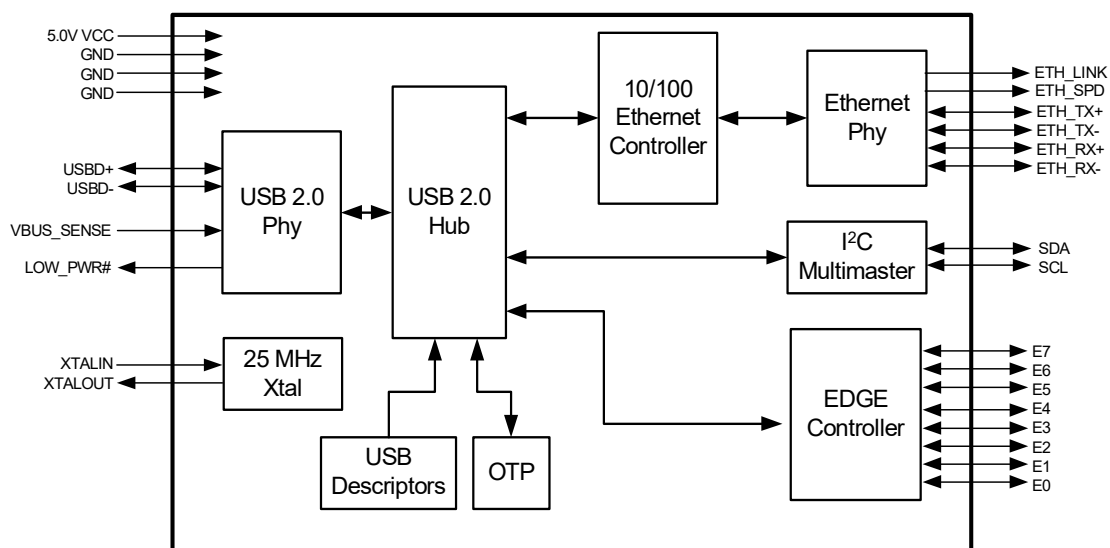 5.0V VCC
GND
GND
GND
USBD+
USBD-
VBUS_SENSE
LOW_PWR#
XTALIN
XTALOUT
USB 2.0
Phy
25 MHz
Xtal
USB 2.0
Hub
USB
Descriptors
OTP
10/100
Ethernet
Controller
Ethernet
Phy
I²C
Multimaster
EDGE
Controller
ETH_LINK
ETH_SPD
ETH_TX+
ETH_TX-
ETH_RX+
ETH_RX-
SDA
SCL
E7
E6
E5
E4
E3
E2
E1
E0